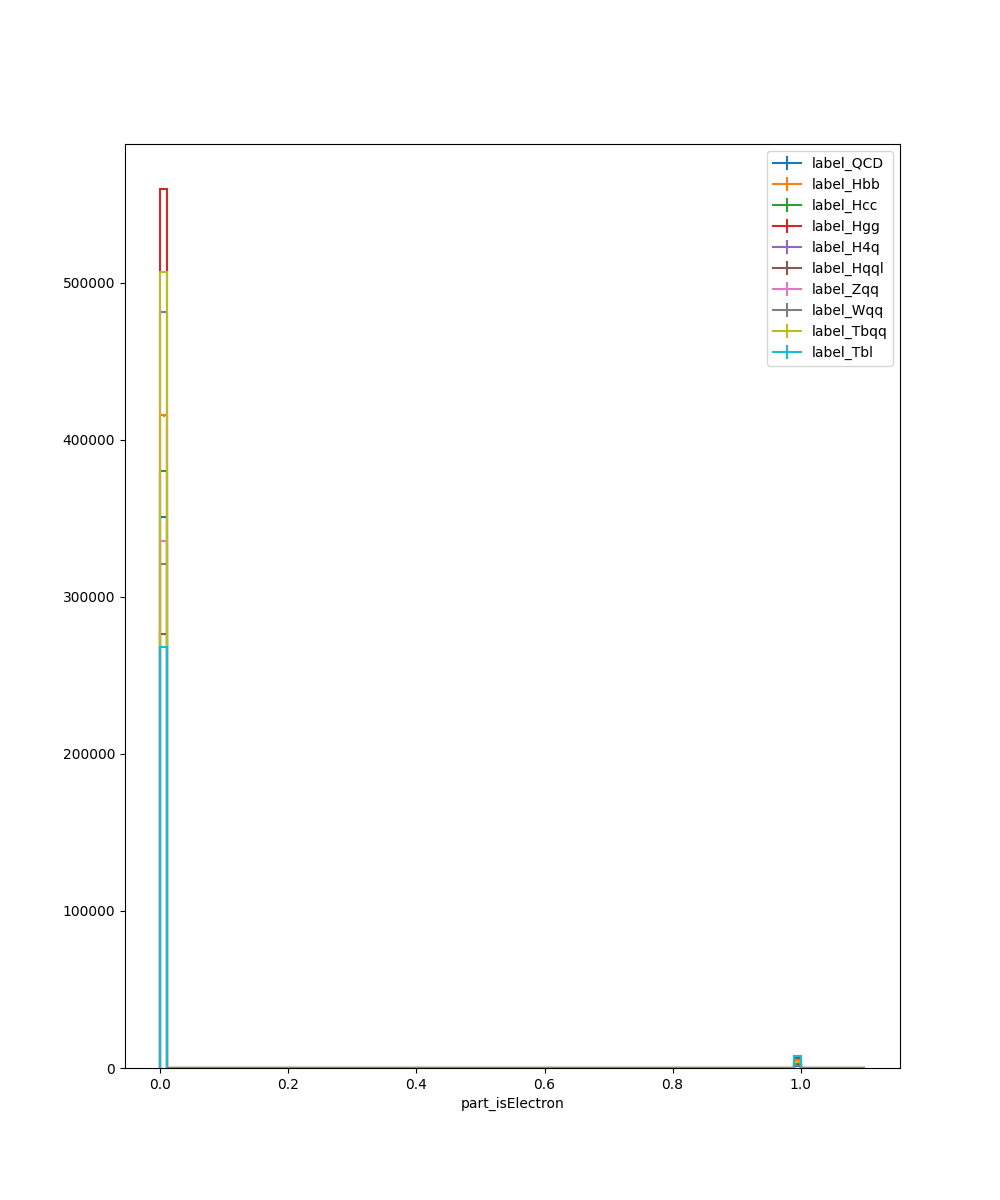 label_QCD
label_Hbb
label_Hcc
label_Hgg
label_H4q
label_Hqql
label_Zqq
label_Wqq
label_Tbqq
label_Tbl
500000
400000
300000
200000
100000
0
0.0 0.2 0.4 0.6 0.8 1.0
part_isElectron